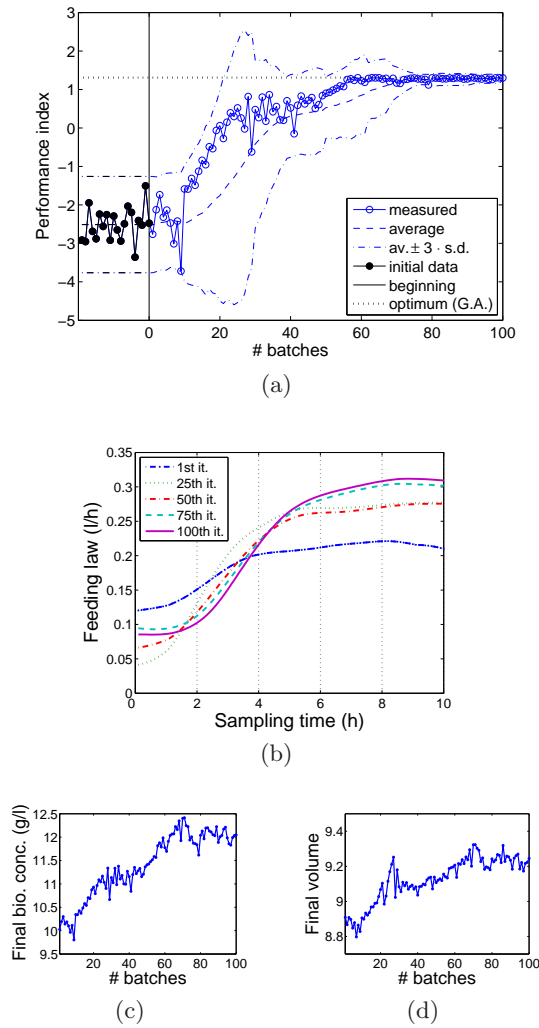 3
2
1
0
−1
−2
−3
−4
−5
Performance index
measured
average
av.± 3 · s.d.
initial data
beginning
optimum (G.A.)
0 20 40 60 80 100
# batches
(a)
0.35
0.3
0.25
0.2
0.15
0.1
0.05
0
Feeding law (l/h)
1st it.
25th it.
50th it.
75th it.
100th it.
0 2 4 6 8 10
Sampling time (h)
(b)
12.5
12
11.5
11
10.5
10
9.5
Final bio. conc. (g/l)
20 40 60 80 100
# batches
(c)
9.4
9.2
9
8.8
Final volume
20 40 60 80 100
# batches
(d)